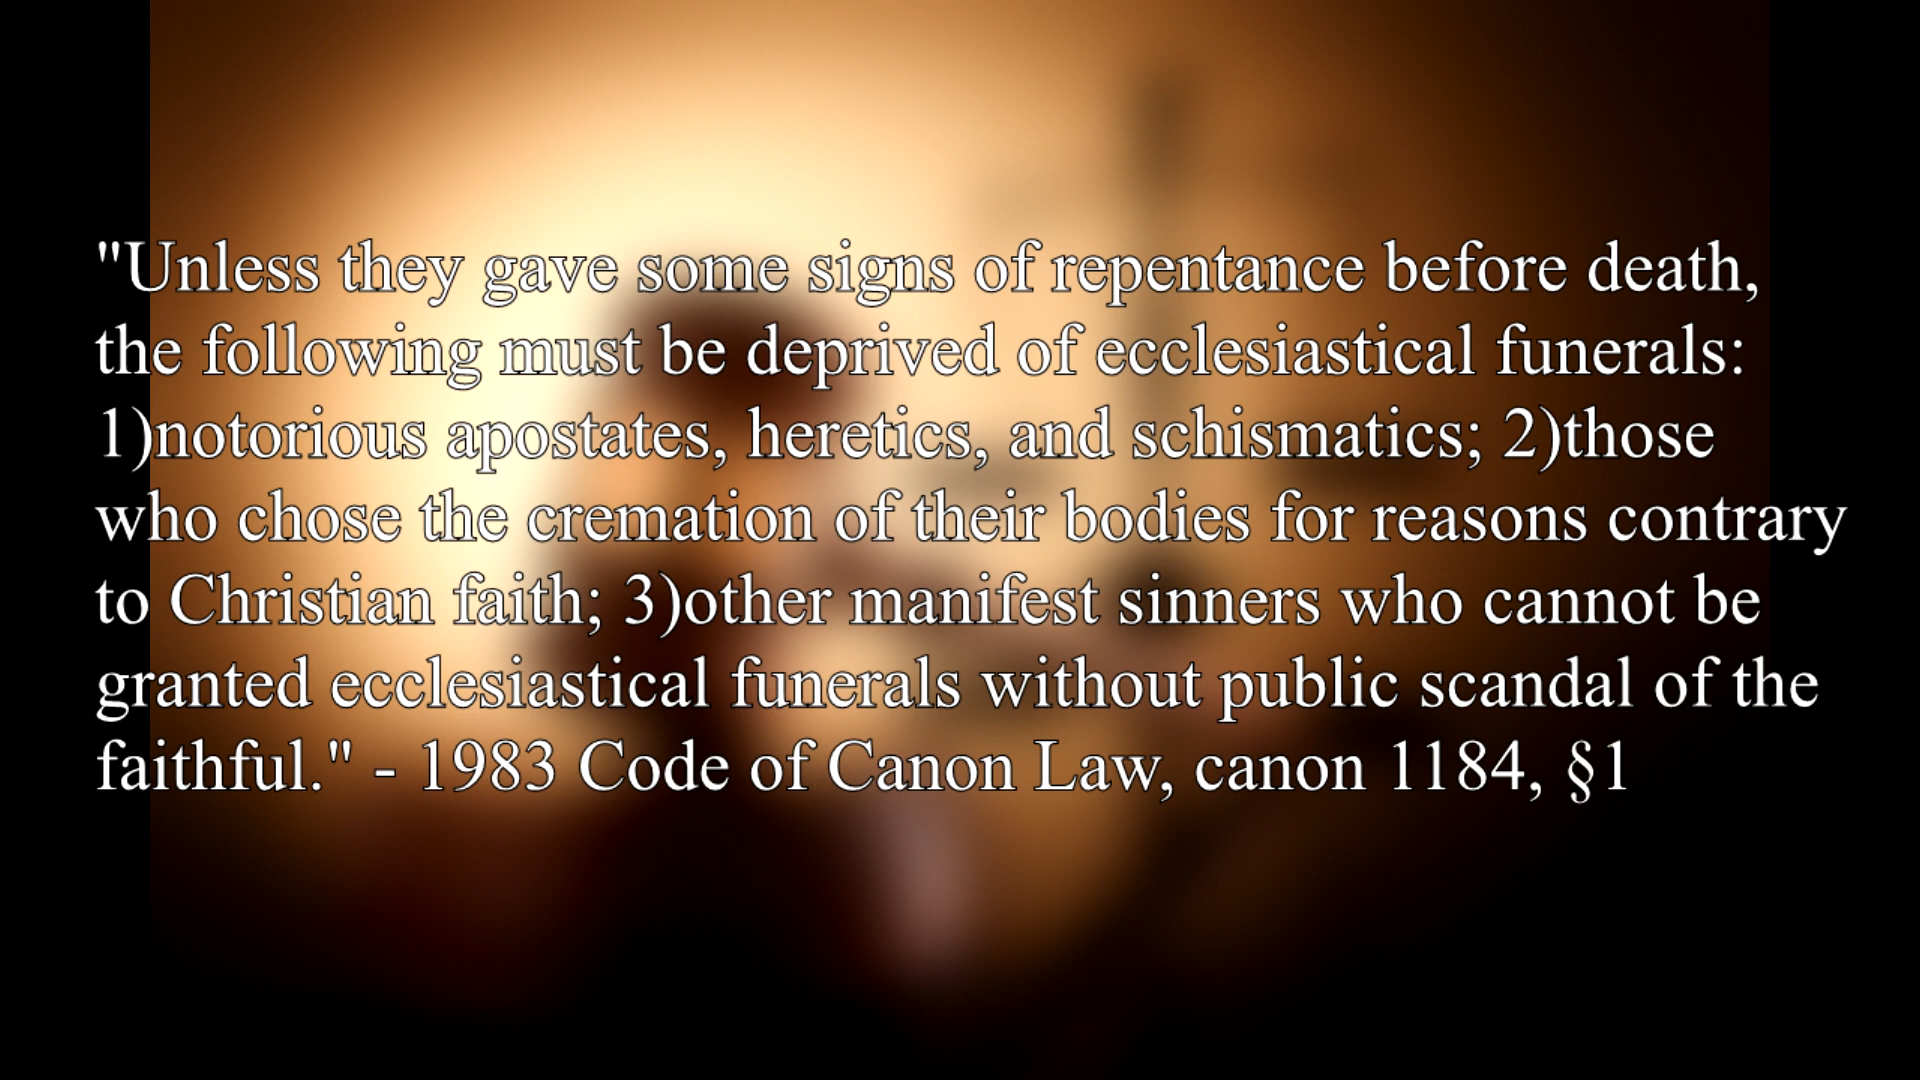 "Unless they gave some signs of repentance before death,
the following must be deprived of ecclesiastical funerals:
1)notorious apostates, heretics, and schismatics; 2)those
who chose the cremation of their bodies for reasons contrary
to Christian faith; 3)other manifest sinners who cannot be
granted ecclesiastical funerals without public scandal of the
faithful." - 1983 Code of Canon Law, canon 1184, §1